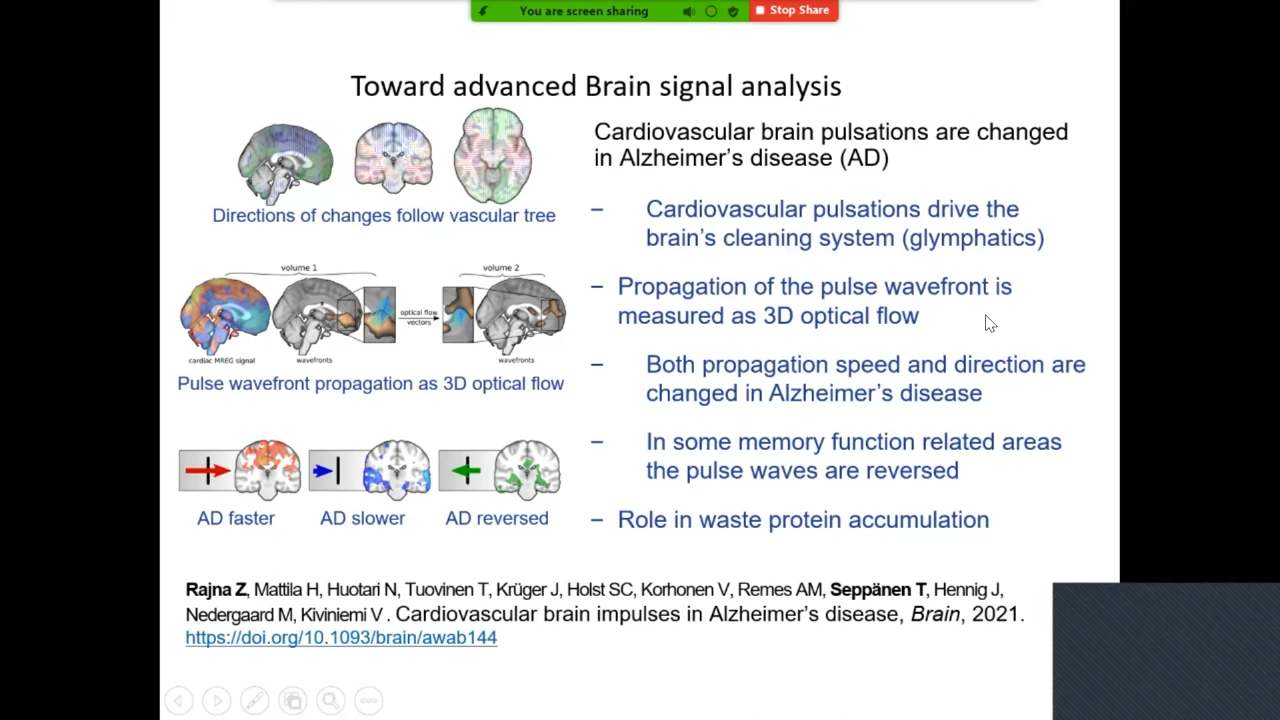 You are screen sharing
Stop Share
Toward advanced Brain signal analysis
Directions of changes follow vascular tree
volume 1
volume 2
optical flow
vectors
cardiac MREG signal
wavefronts
wavefronts
Pulse wavefront propagation as 3D optical flow
AD faster
AD slower
AD reversed
Cardiovascular brain pulsations are changed
in Alzheimer's disease (AD)
– Cardiovascular pulsations drive the
brain's cleaning system (glymphatics)
– Propagation of the pulse wavefront is
measured as 3D optical flow
– Both propagation speed and direction are
changed in Alzheimer's disease
– In some memory function related areas
the pulse waves are reversed
– Role in waste protein accumulation
Rajna Z, Mattila H, Huotari N, Tuovinen T, Krüger J, Holst SC, Korhonen V, Remes AM, Seppänen T, Hennig J,
Nedergaard M, Kiviniemi V . Cardiovascular brain impulses in Alzheimer's disease, Brain, 2021.
https://doi.org/10.1093/brain/awab144